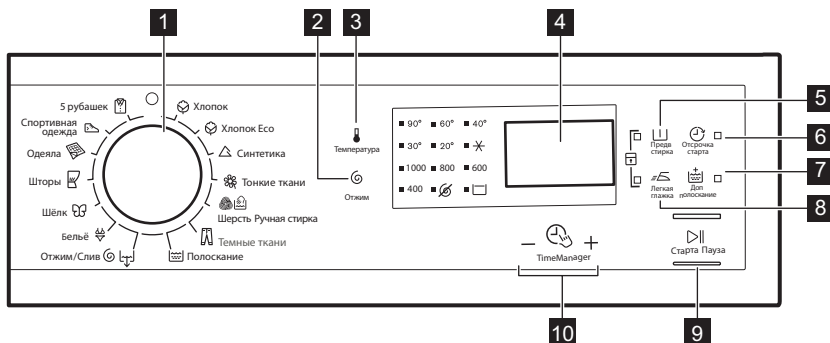 1
2
3
4
5
6
7
8
9
10
5 рубашек
Спортивная
одежда
Одеяла
Шторы
Шёлк
Бельё
Отжим/Слив
Хлопок
Хлопок Eco
Синтетика
Тонкие ткани
Шерсть Ручная стирка
Темные ткани
Полоскание
Температура
Отжим
90° 60° 40°
30° 20°
1000 800 600
400
TimeManager
Предв
стирка
Отсрочка
старта
Легкая
глажка
Доп
полоскание
Старта Пауза